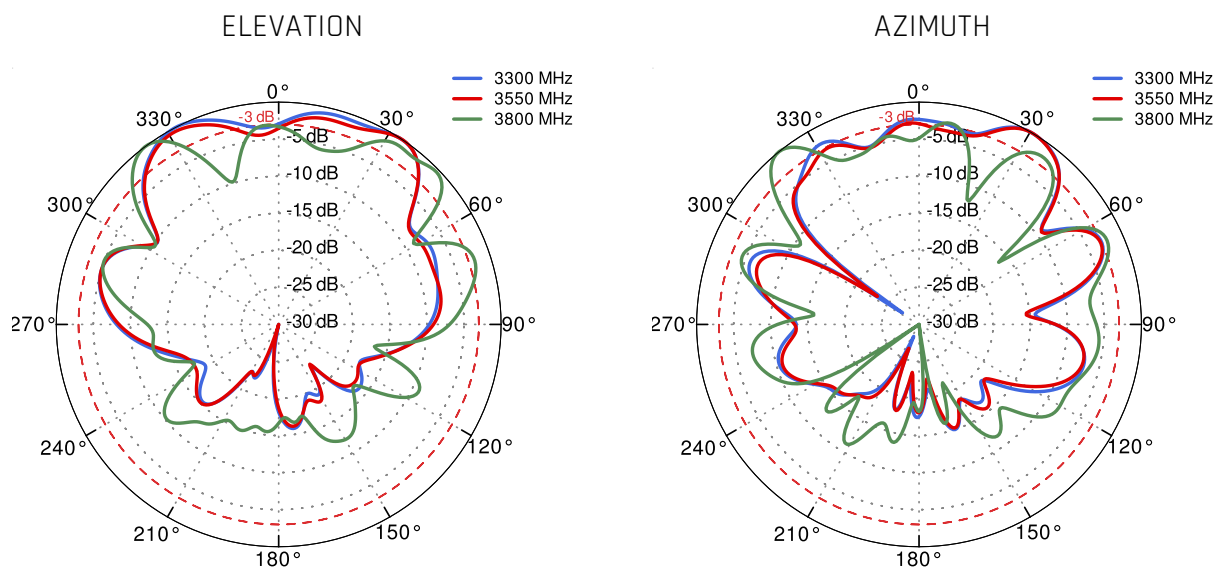 ELEVATION
3300 MHz
3550 MHz
3800 MHz
0°
330°
-3 dB
30°
-5 dB
-10 dB
300°
60°
-15 dB
-20 dB
-25 dB
270°
-30 dB
90°
240°
120°
210°
150°
180°
AZIMUTH
3300 MHz
3550 MHz
3800 MHz
0°
330°
-3 dB
30°
-5 dB
-10 dB
300°
60°
-15 dB
-20 dB
-25 dB
270°
-30 dB
90°
240°
120°
210°
150°
180°